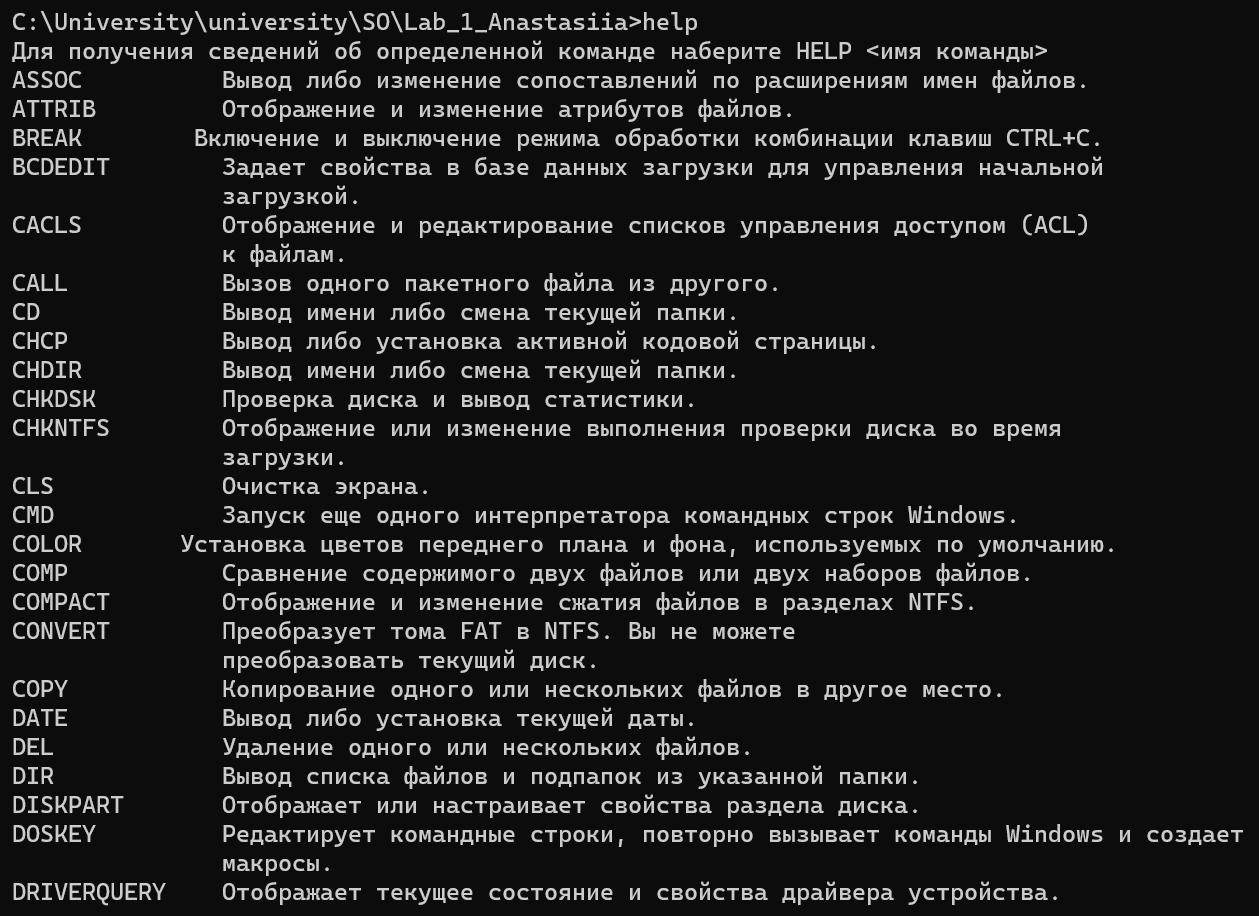 C:\University\university\SO\Lab_1_Anastasiia>help
Для получения сведений об определенной команде наберите HELP <имя команды>
ASSOC          Вывод либо изменение сопоставлений по расширениям имен файлов.
ATTRIB         Отображение и изменение атрибутов файлов.
BREAK        Включение и выключение режима обработки комбинации клавиш CTRL+C.
BCDEDIT        Задает свойства в базе данных загрузки для управления начальной
               загрузкой.
CACLS          Отображение и редактирование списков управления доступом (ACL)
               к файлам.
CALL           Вызов одного пакетного файла из другого.
CD             Вывод имени либо смена текущей папки.
CHCP           Вывод либо установка активной кодовой страницы.
CHDIR          Вывод имени либо смена текущей папки.
CHKDSK         Проверка диска и вывод статистики.
CHKNTFS        Отображение или изменение выполнения проверки диска во время
               загрузки.
CLS            Очистка экрана.
CMD            Запуск еще одного интерпретатора командных строк Windows.
COLOR       Установка цветов переднего плана и фона, используемых по умолчанию.
COMP           Сравнение содержимого двух файлов или двух наборов файлов.
COMPACT        Отображение и изменение сжатия файлов в разделах NTFS.
CONVERT        Преобразует тома FAT в NTFS. Вы не можете
               преобразовать текущий диск.
COPY           Копирование одного или нескольких файлов в другое место.
DATE           Вывод либо установка текущей даты.
DEL            Удаление одного или нескольких файлов.
DIR            Вывод списка файлов и подпапок из указанной папки.
DISKPART       Отображает или настраивает свойства раздела диска.
DOSKEY         Редактирует командные строки, повторно вызывает команды Windows и создает
               макросы.
DRIVERQUERY    Отображает текущее состояние и свойства драйвера устройства.